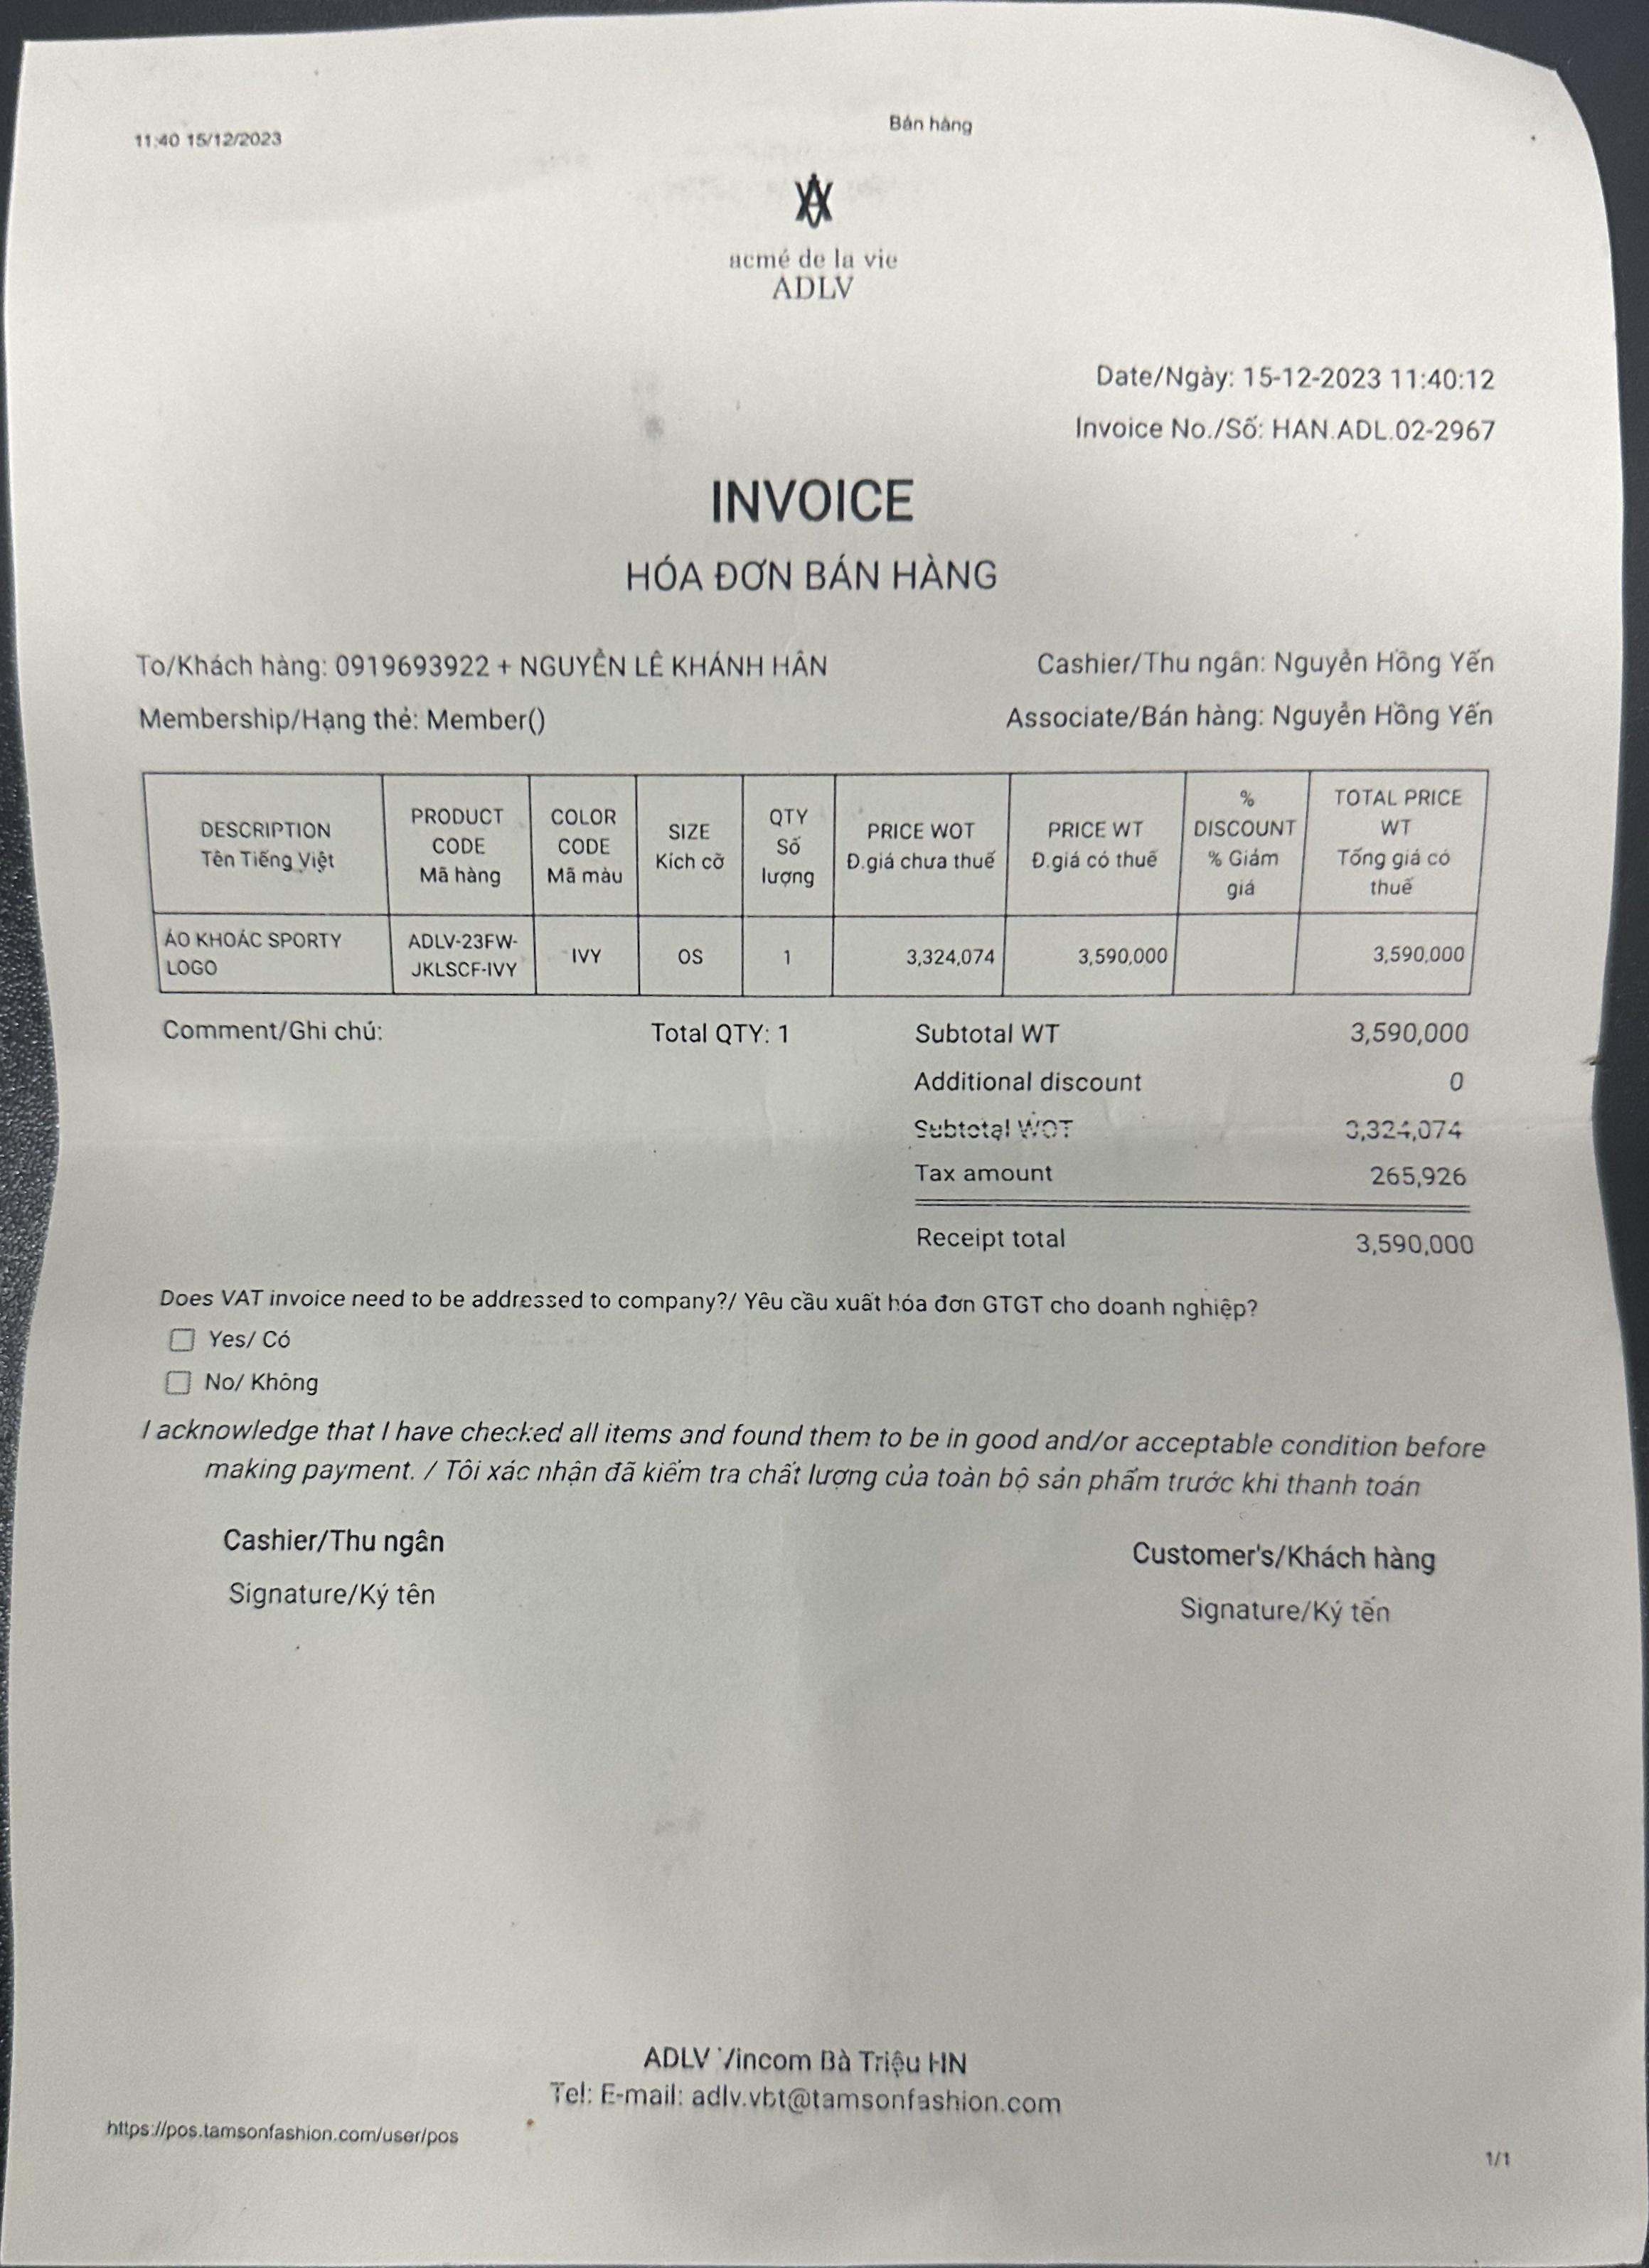 11:40 15/12/2023
Bán hàng
acmé de la vie
ADLV
Date/Ngày: 15-12-2023 11:40:12
Invoice No./Số: HAN.ADL.02-2967
INVOICE
HÓA ĐƠN BÁN HÀNG
To/Khách hàng: 0919693922 + NGUYỄN LÊ KHÁNH HÂN
Cashier/Thu ngân: Nguyễn Hồng Yến
Membership/Hạng thẻ: Member()
Associate/Bán hàng: Nguyễn Hồng Yến
DESCRIPTION
Tên Tiếng Việt
PRODUCT
CODE
Mã hàng
COLOR
CODE
Mã màu
SIZE
Kích cỡ
QTY
Số
lượng
PRICE WOT
Đ.giá chưa thuế
PRICE WT
Đ.giá có thuế
%
DISCOUNT
% Giảm
giá
TOTAL PRICE
WT
Tổng giá có
thuế
ÁO KHOÁC SPORTY
LOGO
ADLV-23FW-
JKLSCF-IVY
IVY
OS
1
3,324,074
3,590,000
3,590,000
Comment/Ghi chú:
Total QTY: 1
Subtotal WT 3,590,000
Additional discount 0
Subtotal WOT 3,324,074
Tax amount 265,926
Receipt total 3,590,000
Does VAT invoice need to be addressed to company?/ Yêu cầu xuất hóa đơn GTGT cho doanh nghiệp?
Yes/ Có
No/ Không
I acknowledge that I have checked all items and found them to be in good and/or acceptable condition before
making payment. / Tôi xác nhận đã kiểm tra chất lượng của toàn bộ sản phẩm trước khi thanh toán
Cashier/Thu ngân
Customer's/Khách hàng
Signature/Ký tên
Signature/Ký tên
ADLV Vincom Bà Triệu HN
Tel: E-mail: adlv.vbt@tamsonfashion.com
https://pos.tamsonfashion.com/user/pos
1/1